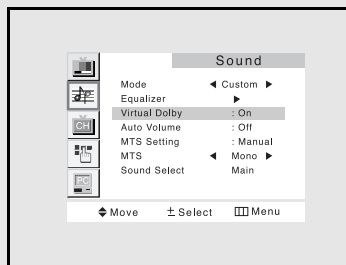 Sound
Mode ◀ Custom ▶
Equalizer ▶
Virtual Dolby : On
Auto Volume : Off
MTS Setting : Manual
MTS ◀ Mono ▶
Sound Select Main
CH
PC
Move ± Select Menu